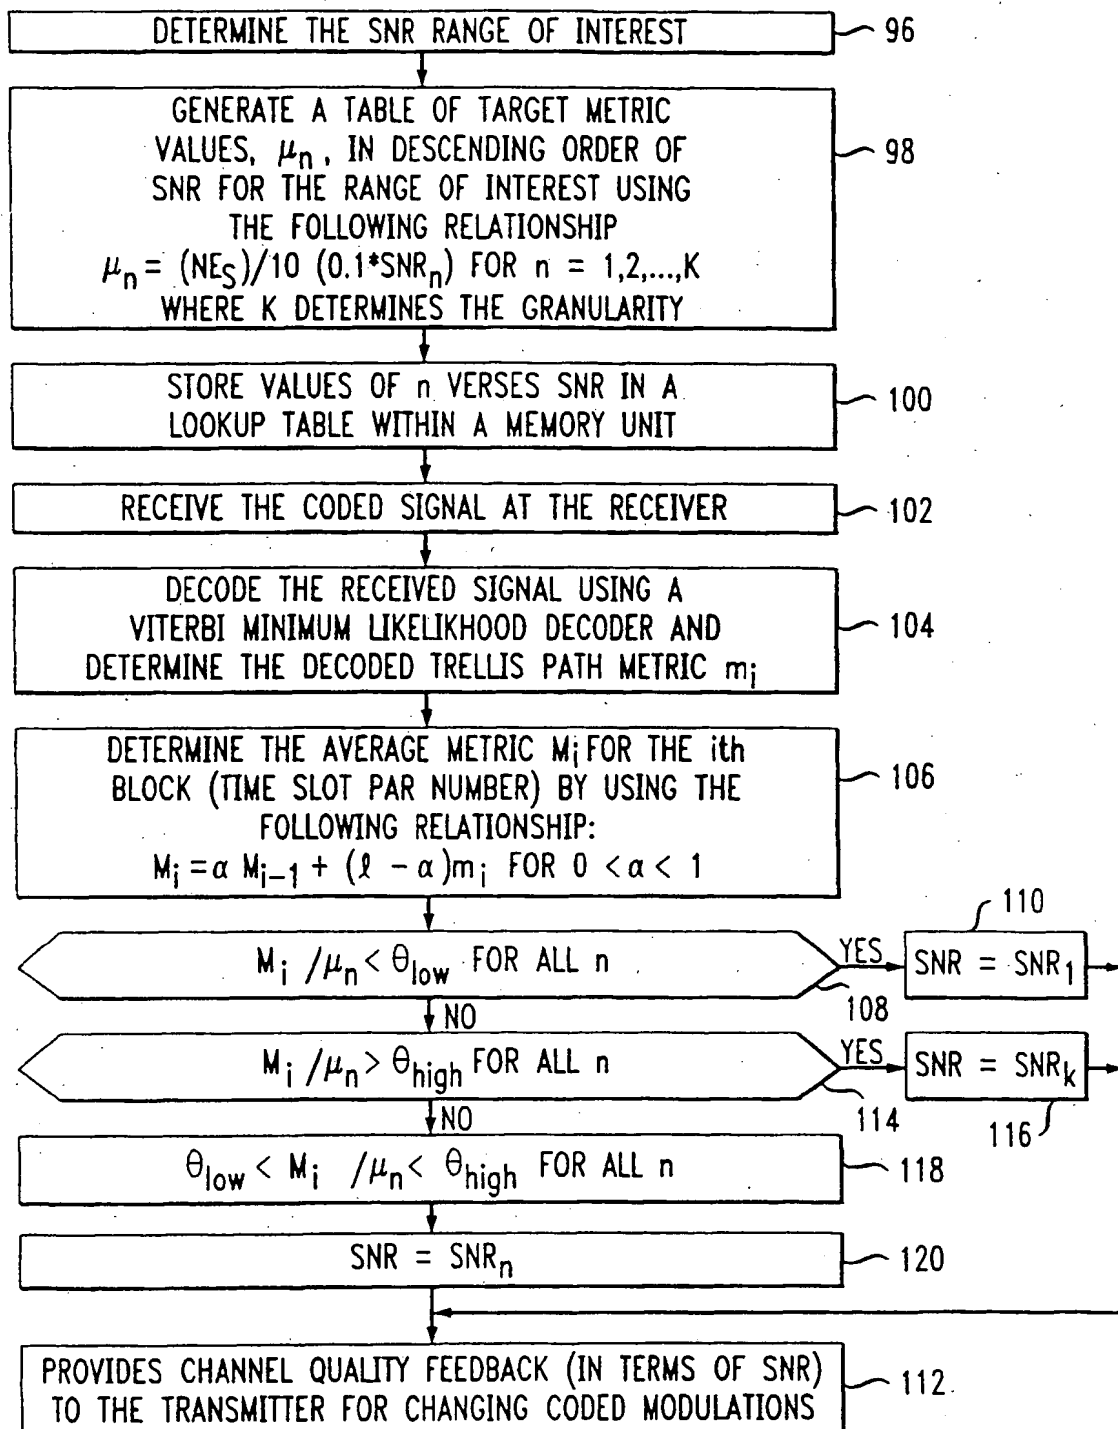 DETERMINE THE SNR RANGE OF INTEREST
96
GENERATE A TABLE OF TARGET METRIC
VALUES, μn, IN DESCENDING ORDER OF
SNR FOR THE RANGE OF INTEREST USING
THE FOLLOWING RELATIONSHIP
μn = (NES)/10 (0.1*SNRn) FOR n = 1,2,...,K
WHERE K DETERMINES THE GRANULARITY
98
STORE VALUES OF n VERSES SNR IN A
LOOKUP TABLE WITHIN A MEMORY UNIT
100
RECEIVE THE CODED SIGNAL AT THE RECEIVER
102
DECODE THE RECEIVED SIGNAL USING A
VITERBI MINIMUM LIKELIKHOOD DECODER AND
DETERMINE THE DECODED TRELLIS PATH METRIC mi
104
DETERMINE THE AVERAGE METRIC Mi FOR THE ith
BLOCK (TIME SLOT PAR NUMBER) BY USING THE
FOLLOWING RELATIONSHIP:
Mi = α Mi−1 + (ℓ − α)mi FOR 0 < α < 1
106
Mi /μn < θlow FOR ALL n
108
YES
SNR = SNR1
110
NO
Mi /μn > θhigh FOR ALL n
114
YES
SNR = SNRk
116
NO
θlow < Mi /μn < θhigh FOR ALL n
118
SNR = SNRn
120
PROVIDES CHANNEL QUALITY FEEDBACK (IN TERMS OF SNR)
TO THE TRANSMITTER FOR CHANGING CODED MODULATIONS
112